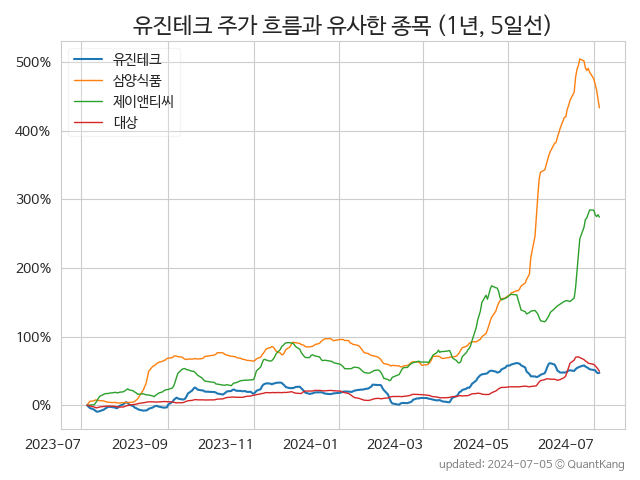 유진테크 주가 흐름과 유사한 종목 (1년, 5일선)
유진테크
삼양식품
제이앤티씨
대상
500%
400%
300%
200%
100%
0%
2023-07 2023-09 2023-11 2024-01 2024-03 2024-05 2024-07
updated: 2024-07-05 © QuantKang